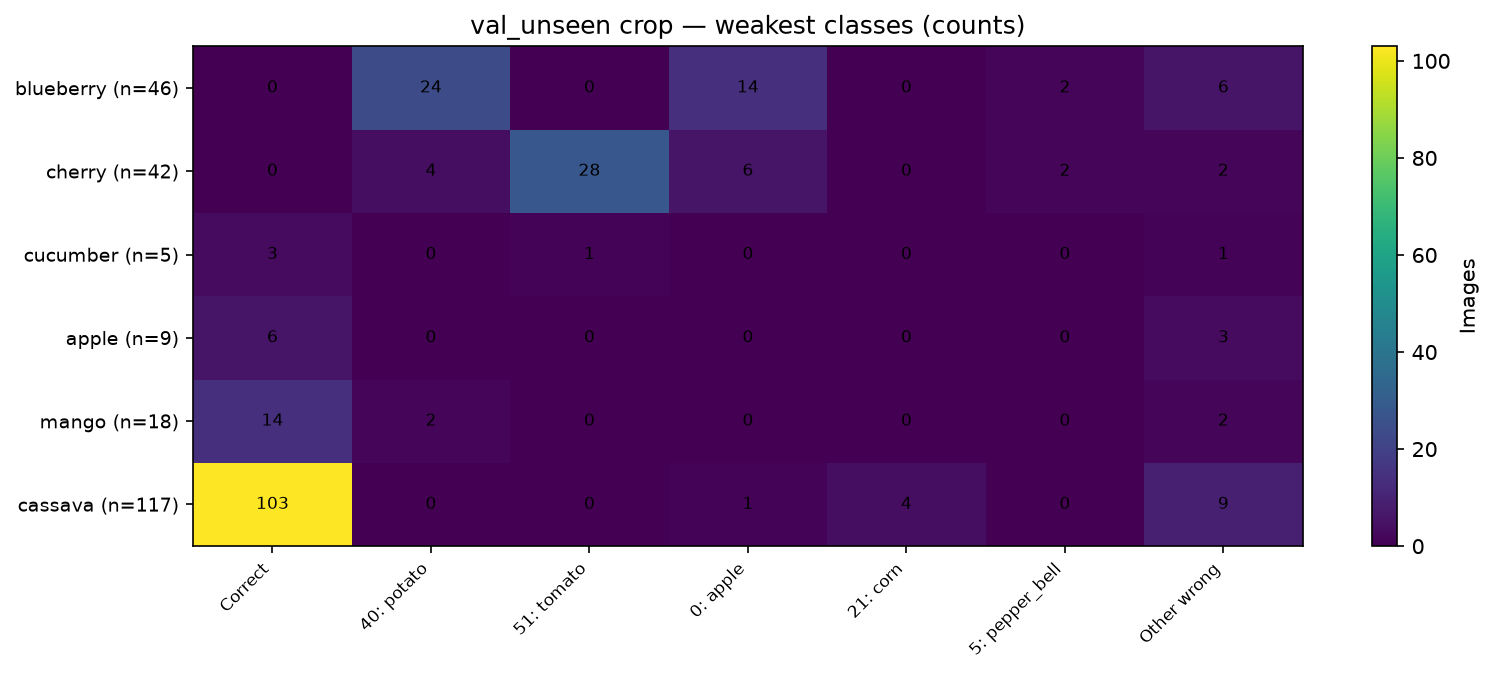 val_unseen crop — weakest classes (counts)
blueberry (n=46) 0 24 0 14 0 2 6
cherry (n=42) 0 4 28 6 0 2 2
cucumber (n=5) 3 0 1 0 0 0 1
apple (n=9) 6 0 0 0 0 0 3
mango (n=18) 14 2 0 0 0 0 2
cassava (n=117) 103 0 0 1 4 0 9
Correct
40: potato
51: tomato
0: apple
21: corn
5: pepper_bell
Other wrong
100
80
60
40
20
0
Images